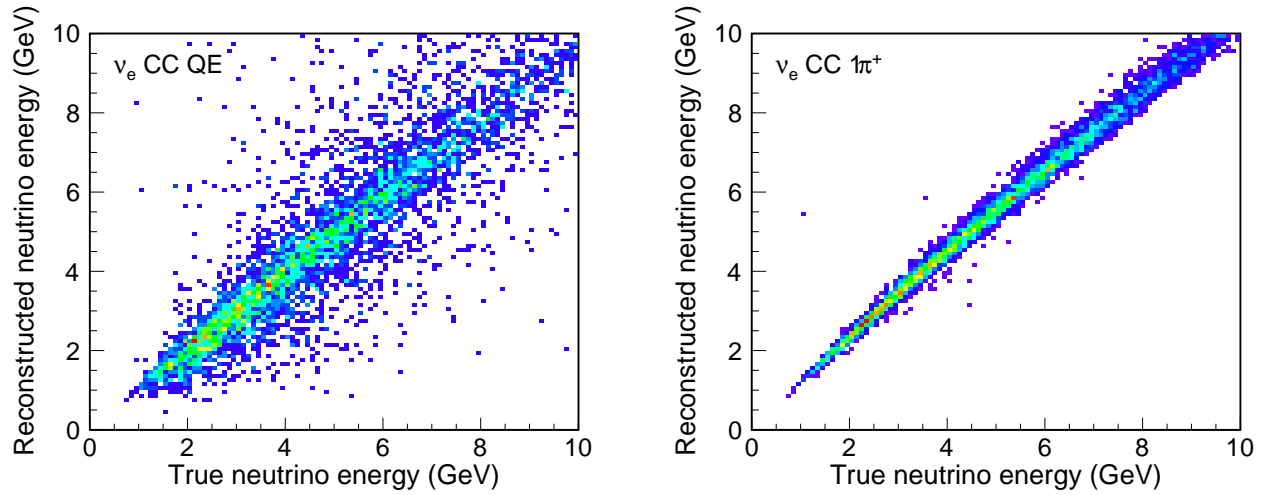 Reconstructed neutrino energy (GeV)
10
8
6
4
2
0
νe CC QE
0 2 4 6 8 10
True neutrino energy (GeV)
Reconstructed neutrino energy (GeV)
10
8
6
4
2
0
νe CC 1π+
0 2 4 6 8 10
True neutrino energy (GeV)